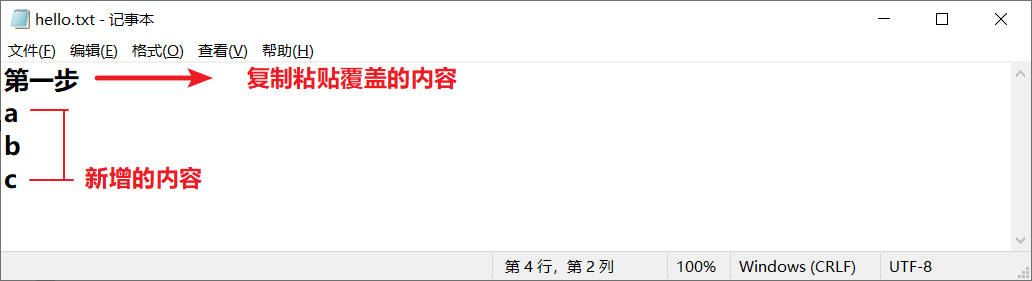 hello.txt - 记事本
文件(F) 编辑(E) 格式(O) 查看(V) 帮助(H)
第一步 复制粘贴覆盖的内容
a
b
c 新增的内容
第 4 行，第 2 列 100% Windows (CRLF) UTF-8